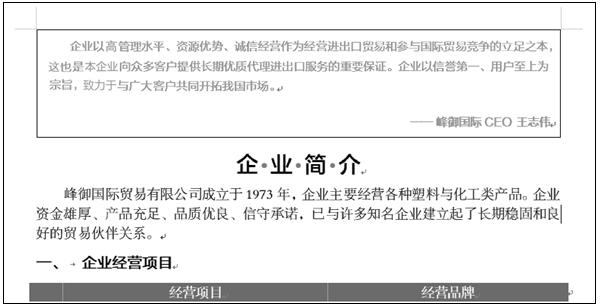 企业以高管理水平、资源优势、诚信经营作为经营进出口贸易和参与国际贸易竞争的立足之本，
这也是本企业向众多客户提供长期优质代理进出口服务的重要保证。企业以信誉第一、用户至上为
宗旨，致力于与广大客户共同开拓我国市场。
—— 峰御国际 CEO 王志伟
企·业·简·介
峰御国际贸易有限公司成立于 1973 年，企业主要经营各种塑料与化工类产品。企业
资金雄厚、产品充足、品质优良、信守承诺，已与许多知名企业建立起了长期稳固和良
好的贸易伙伴关系。
一、 企业经营项目
经营项目 经营品牌